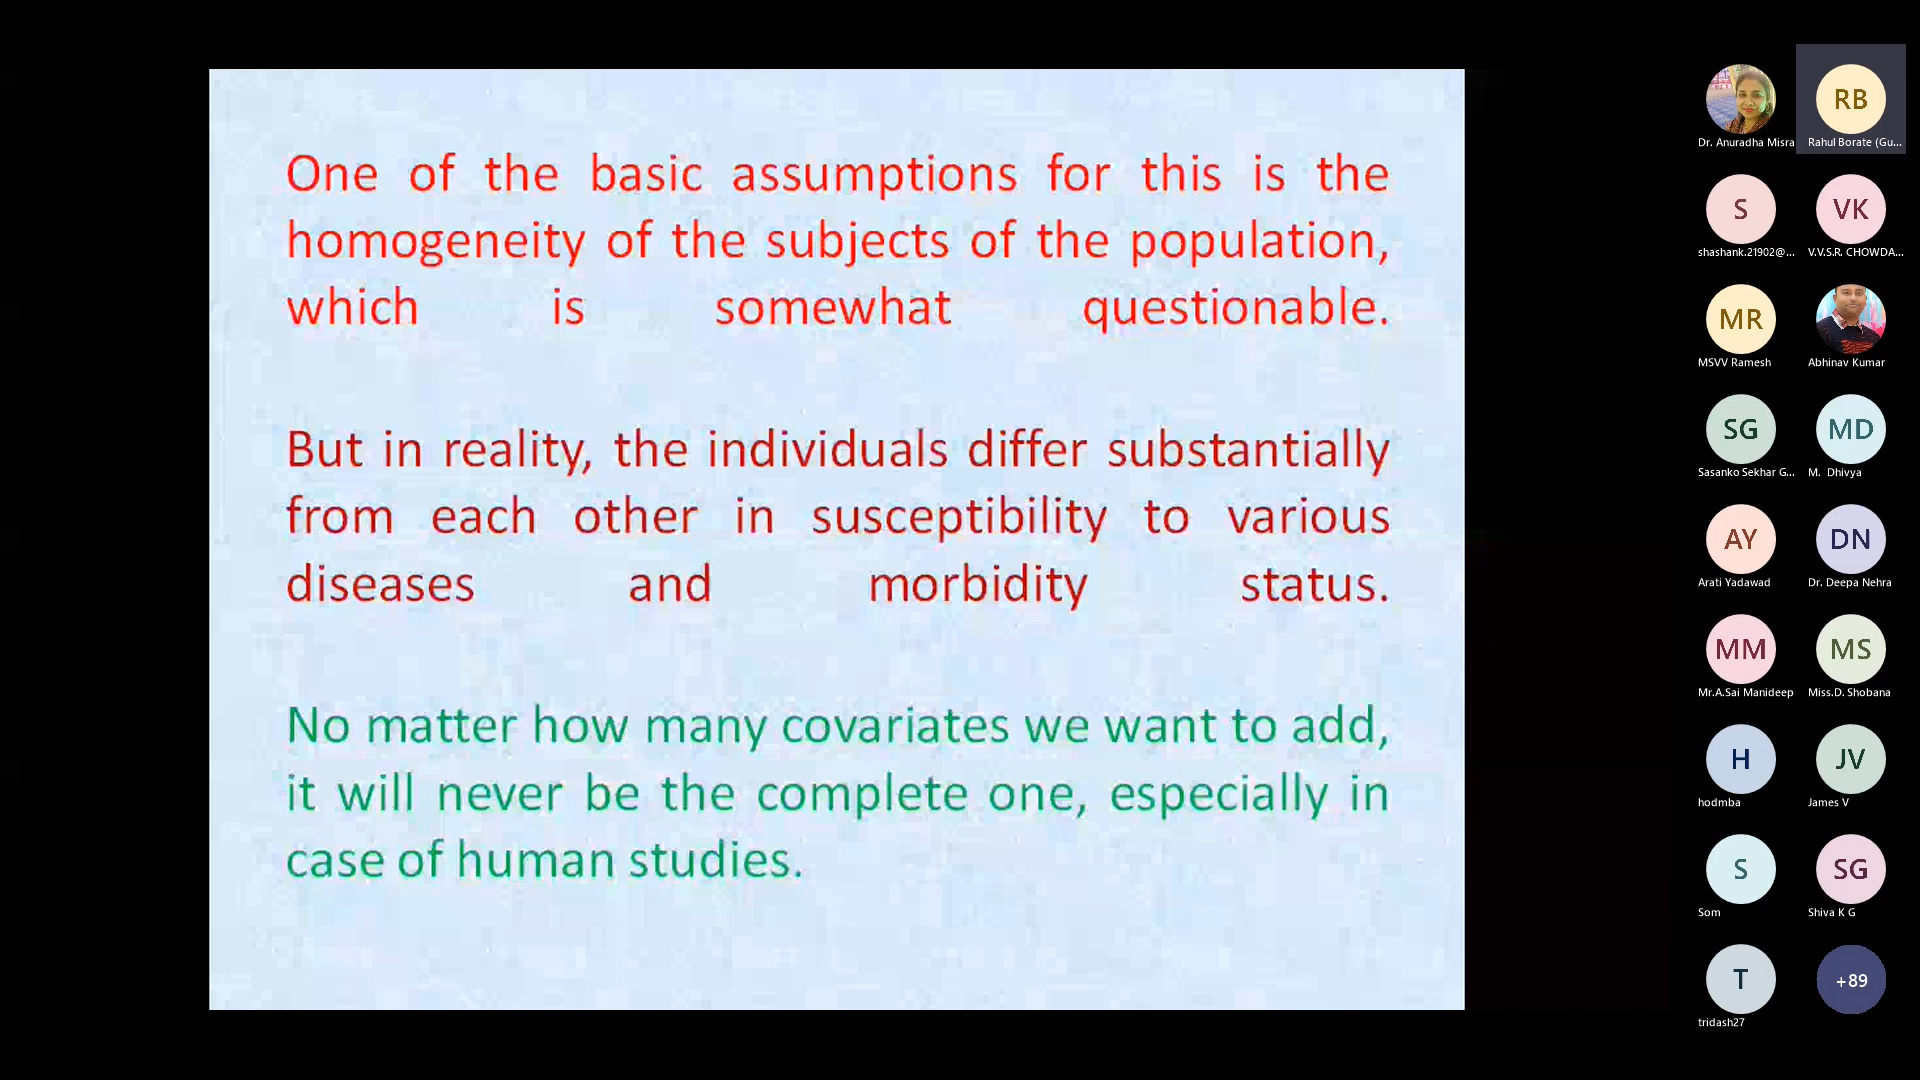 One of the basic assumptions for this is the
homogeneity of the subjects of the population,
which is somewhat questionable.
But in reality, the individuals differ substantially
from each other in susceptibility to various
diseases and morbidity status.
No matter how many covariates we want to add,
it will never be the complete one, especially in
case of human studies.
RB
Dr. Anuradha Misra
Rahul Borate (Gu...
S
VK
shashank.21902@...
V.V.S.R. CHOWDA...
MR
MSVV Ramesh
Abhinav Kumar
SG
MD
Sasanko Sekhar G...
M. Dhivya
AY
DN
Arati Yadawad
Dr. Deepa Nehra
MM
MS
Mr.A.Sai Manideep
Miss.D. Shobana
H
JV
hodmba
James V
S
SG
Som
Shiva K G
T
+89
tridash27